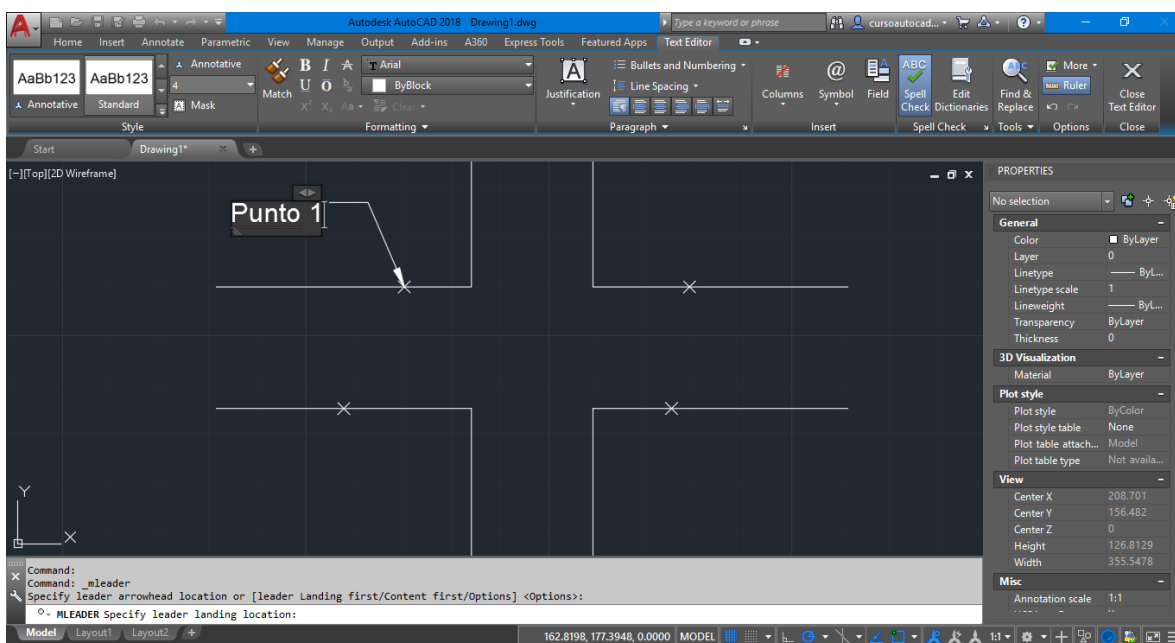 Autodesk AutoCAD 2018 Drawing1.dwg
Type a keyword or phrase
cursoautocad...
Home Insert Annotate Parametric View Manage Output Add-ins A360 Express Tools Featured Apps Text Editor
AaBb123 AaBb123
Annotative Standard
Annotative
4
Mask
Style
Match
B I A
U O
X² X₂ Aa Clear
Arial
ByBlock
Formatting
A
Justification
Bullets and Numbering
Line Spacing
Paragraph
Columns
@
Symbol
Field
Insert
ABC
Spell
Check
Edit
Dictionaries
Spell Check
ABC
Find &
Replace
Tools
More
Ruler
Options
Close
Text Editor
Close
Start Drawing1*
[−][Top][2D Wireframe]
Punto 1
Y
X
PROPERTIES
No selection
General
Color ByLayer
Layer 0
Linetype ByL...
Linetype scale 1
Lineweight ByL...
Transparency ByLayer
Thickness 0
3D Visualization
Material ByLayer
Plot style
Plot style ByColor
Plot style table None
Plot table attach... Model
Plot table type Not availa...
View
Center X 208.701
Center Y 156.482
Center Z 0
Height 126.8129
Width 355.5478
Misc
Annotation scale 1:1
Command:
Command: _mleader
Specify leader arrowhead location or [leader Landing first/Content first/Options] <Options>:
MLEADER Specify leader landing location:
Model Layout1 Layout2 +
162.8198, 177.3948, 0.0000 MODEL 1:1